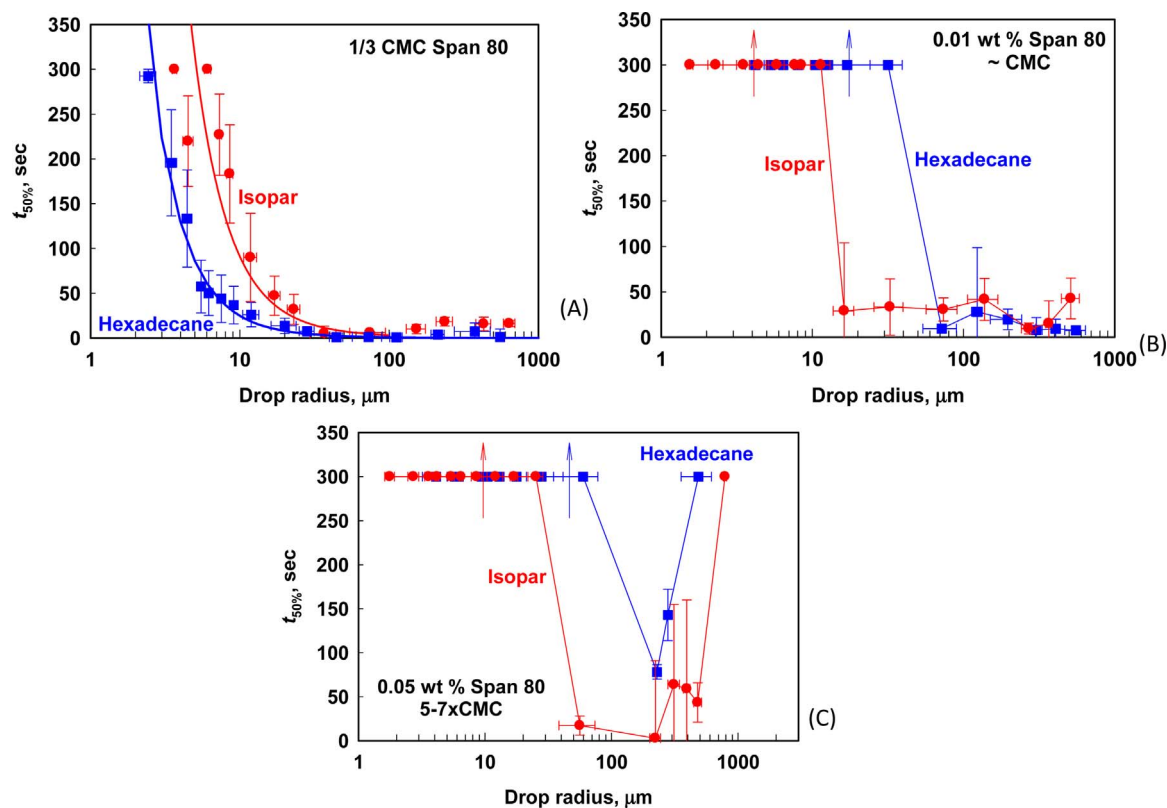 350
300
250
200
150
100
50
0
t50%, sec
1/3 CMC Span 80
Isopar
Hexadecane
1 10 100 1000
Drop radius, μm
(A)
350
300
250
200
150
100
50
0
t50%, sec
0.01 wt % Span 80
~ CMC
Isopar
Hexadecane
1 10 100 1000
Drop radius, μm
(B)
350
300
250
200
150
100
50
0
t50%, sec
Hexadecane
Isopar
0.05 wt % Span 80
5-7xCMC
1 10 100 1000
Drop radius, μm
(C)